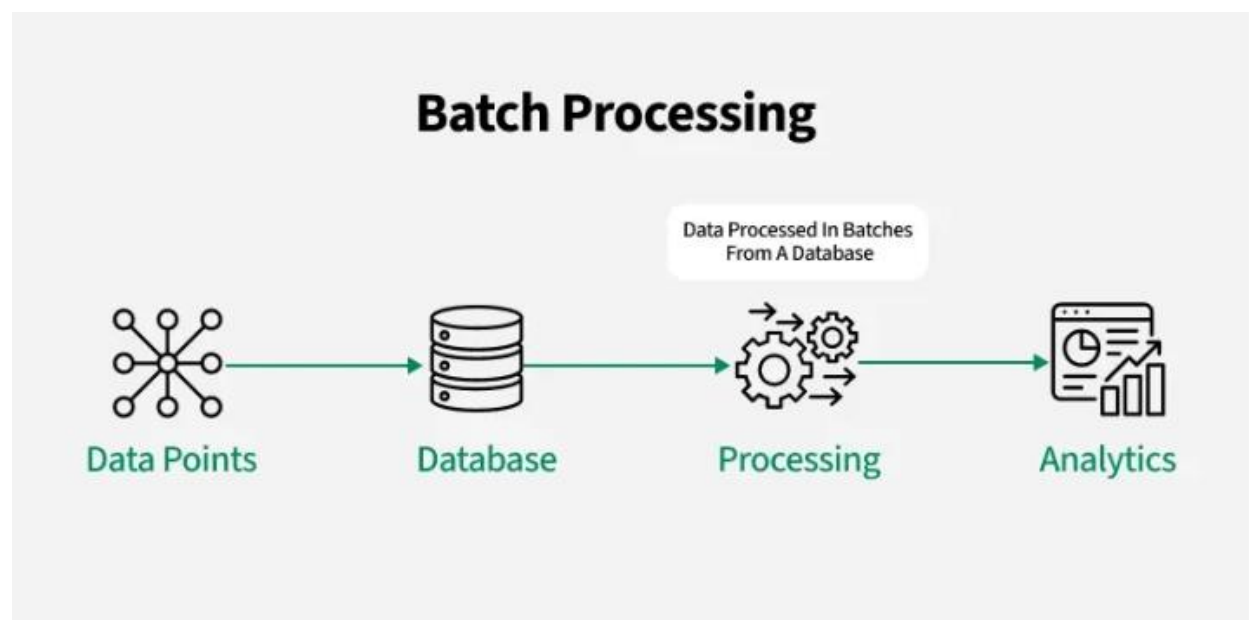 Batch Processing
Data Processed In Batches
From A Database
Data Points
Database
Processing
Analytics